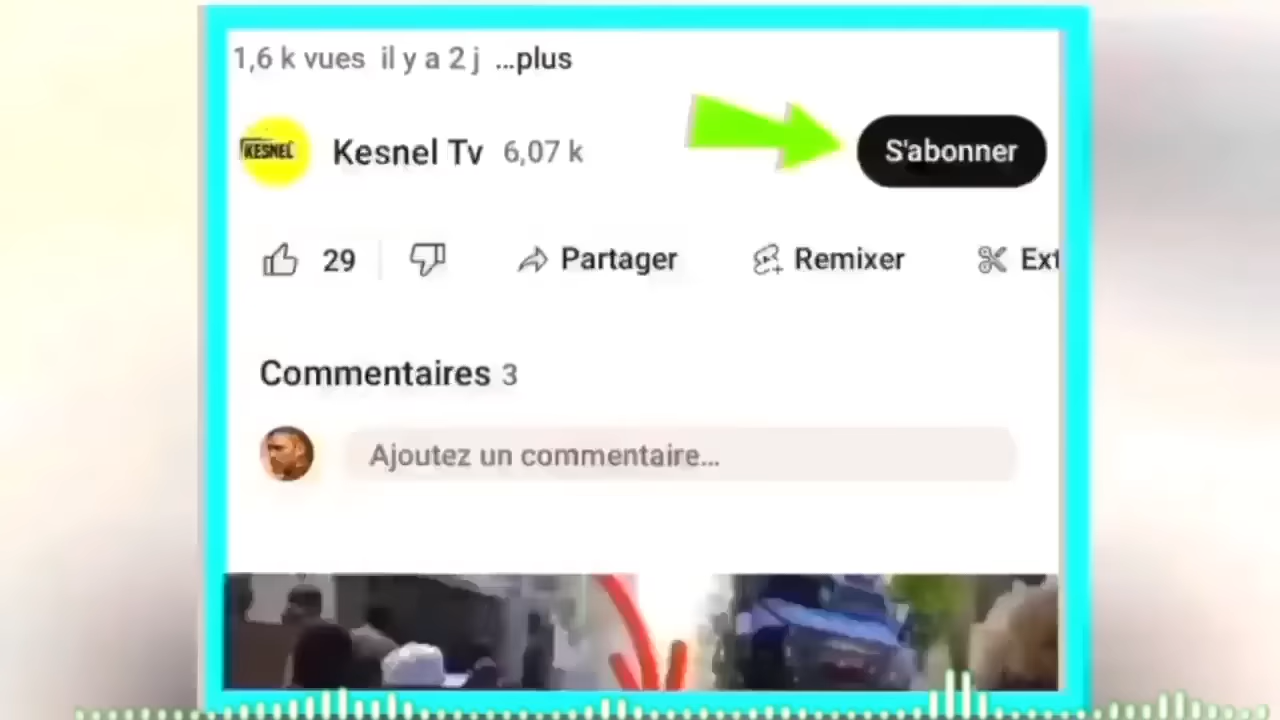 1,6 k vues il y a 2 j ...plus
KESNEL
Kesnel Tv 6,07 k
S'abonner
29
Partager
Remixer
Ext
Commentaires 3
Ajoutez un commentaire...